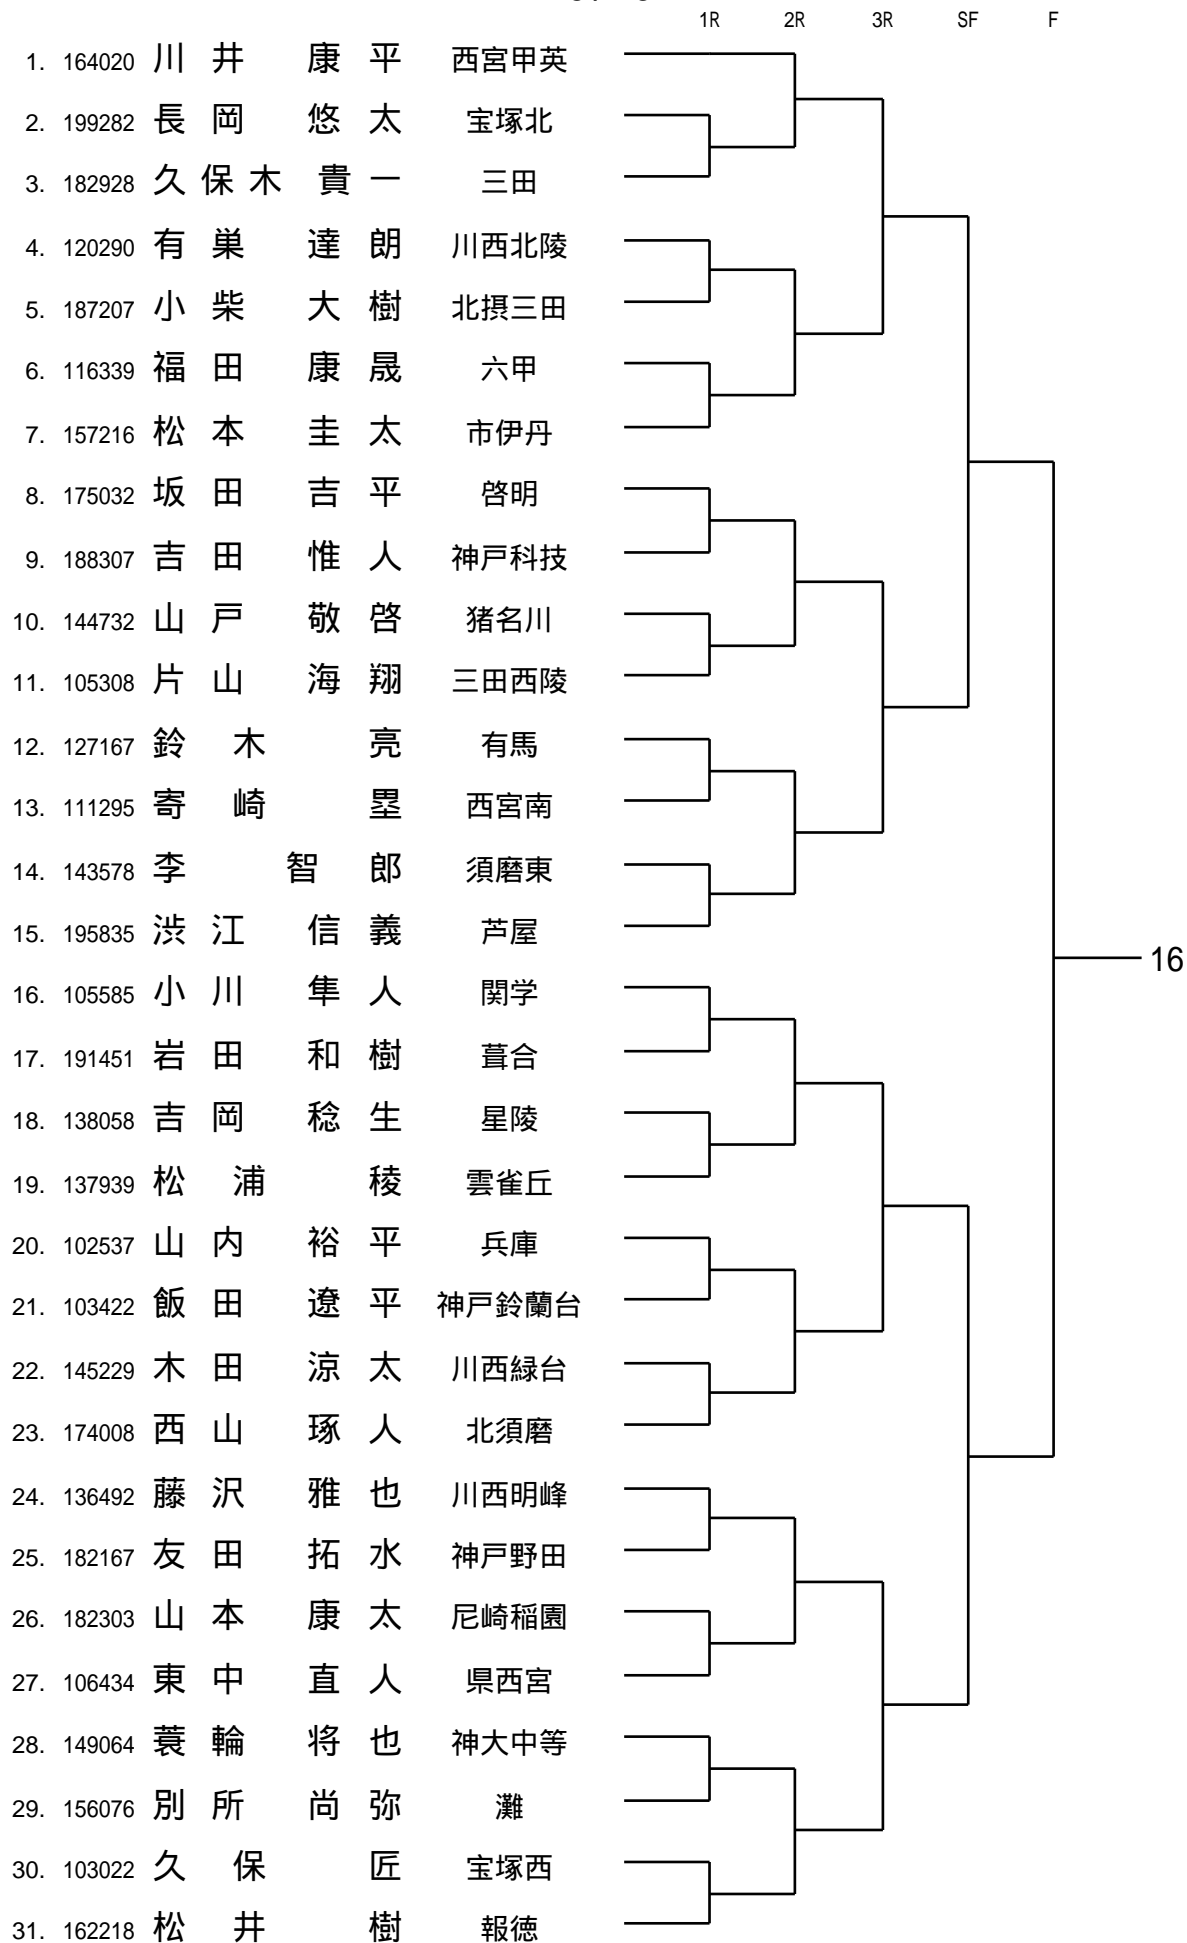 1R 2R 3R SF F
1. 164020 川井 康平 西宮甲英
2. 199282 長岡 悠太 宝塚北
3. 182928 久保木 貴一 三田
4. 120290 有巣 達朗 川西北陵
5. 187207 小柴 大樹 北摂三田
6. 116339 福田 康晟 六甲
7. 157216 松本 圭太 市伊丹
8. 175032 坂田 吉平 啓明
9. 188307 吉田 惟人 神戸科技
10. 144732 山戸 敬啓 猪名川
11. 105308 片山 海翔 三田西陵
12. 127167 鈴木 亮 有馬
13. 111295 寄崎 塁 西宮南
14. 143578 李 智郎 須磨東
15. 195835 渋江 信義 芦屋
16
16. 105585 小川 隼人 関学
17. 191451 岩田 和樹 葺合
18. 138058 吉岡 稔生 星陵
19. 137939 松浦 稜 雲雀丘
20. 102537 山内 裕平 兵庫
21. 103422 飯田 遼平 神戸鈴蘭台
22. 145229 木田 涼太 川西緑台
23. 174008 西山 琢人 北須磨
24. 136492 藤沢 雅也 川西明峰
25. 182167 友田 拓水 神戸野田
26. 182303 山本 康太 尼崎稲園
27. 106434 東中 直人 県西宮
28. 149064 蓑輪 将也 神大中等
29. 156076 別所 尚弥 灘
30. 103022 久保 匠 宝塚西
31. 162218 松井 樹 報徳